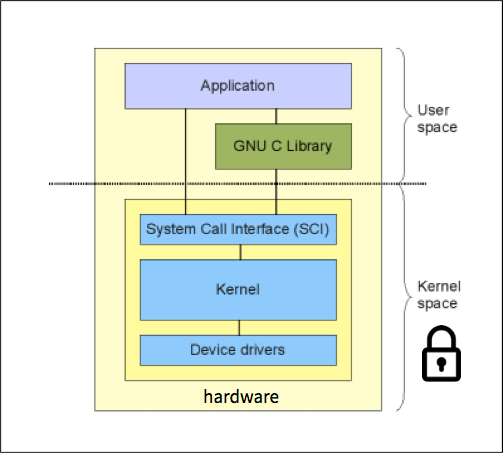 Application
User
space
GNU C Library
System Call Interface (SCI)
Kernel
Kernel
space
Device drivers
hardware